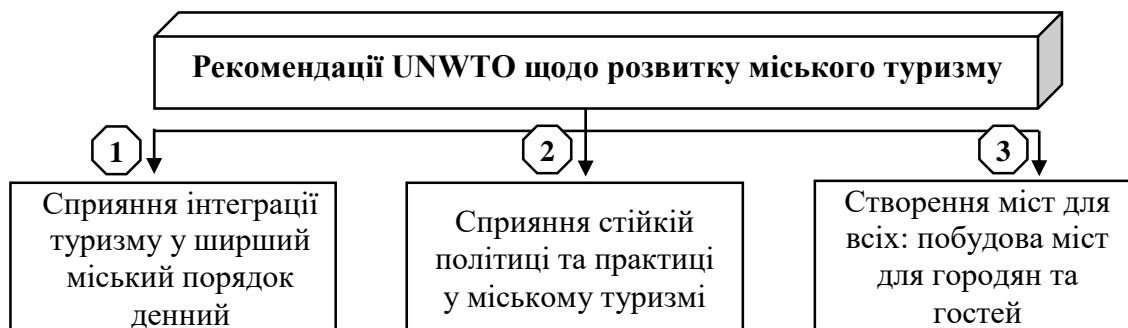 Рекомендації UNWTO щодо розвитку міського туризму
1
Сприяння інтеграції
туризму у ширший
міський порядок
денний
2
Сприяння стійкій
політиці та практиці
у міському туризмі
3
Створення міст для
всіх: побудова міст
для городян та
гостей